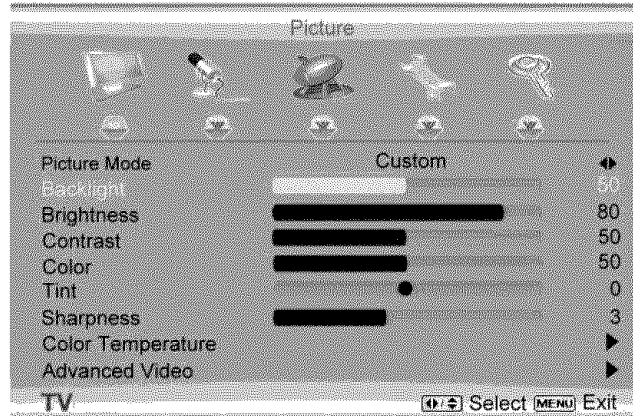 Picture
Picture Mode Custom
Backlight 50
Brightness 80
Contrast 50
Color 50
Tint 0
Sharpness 3
Color Temperature
Advanced Video
TV Select MENU Exit